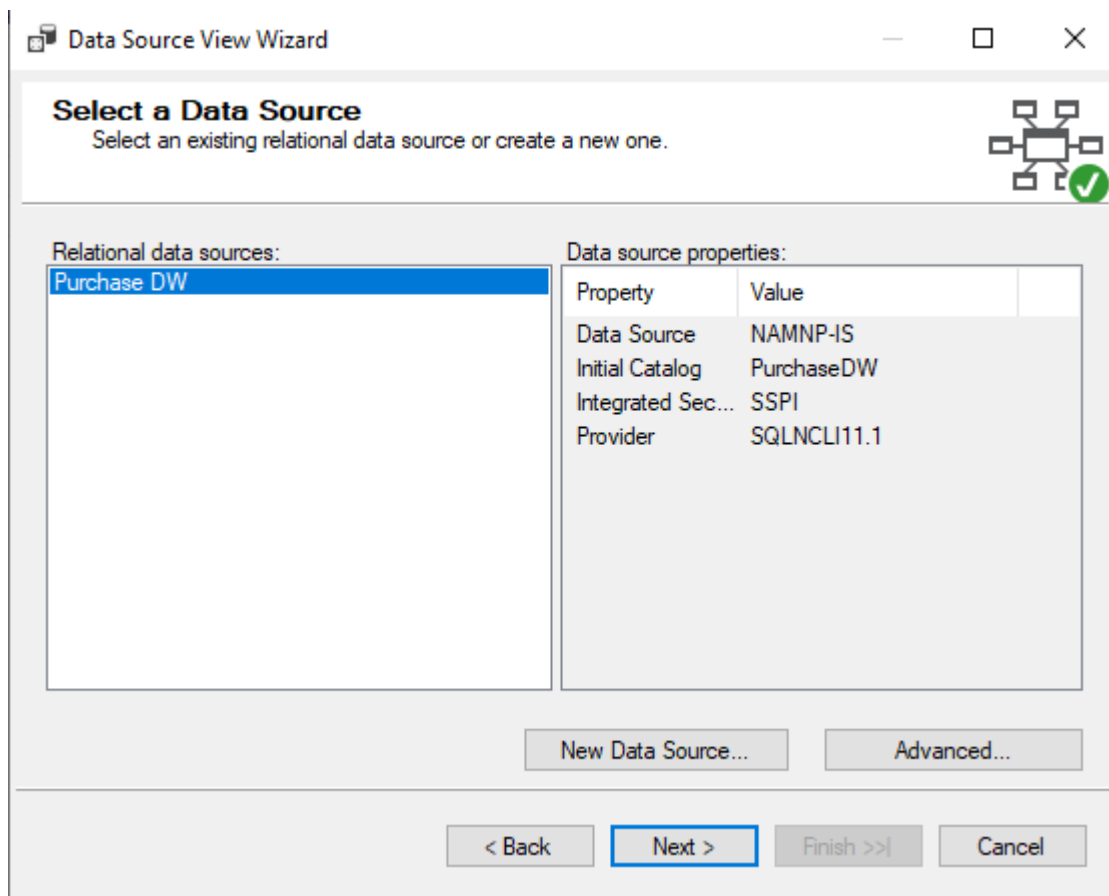 Data Source View Wizard
Select a Data Source
Select an existing relational data source or create a new one.
Relational data sources:
Purchase DW
Data source properties:
Property Value
Data Source NAMNP-IS
Initial Catalog PurchaseDW
Integrated Sec... SSPI
Provider SQLNCLI11.1
New Data Source... Advanced...
< Back Next > Finish >>| Cancel